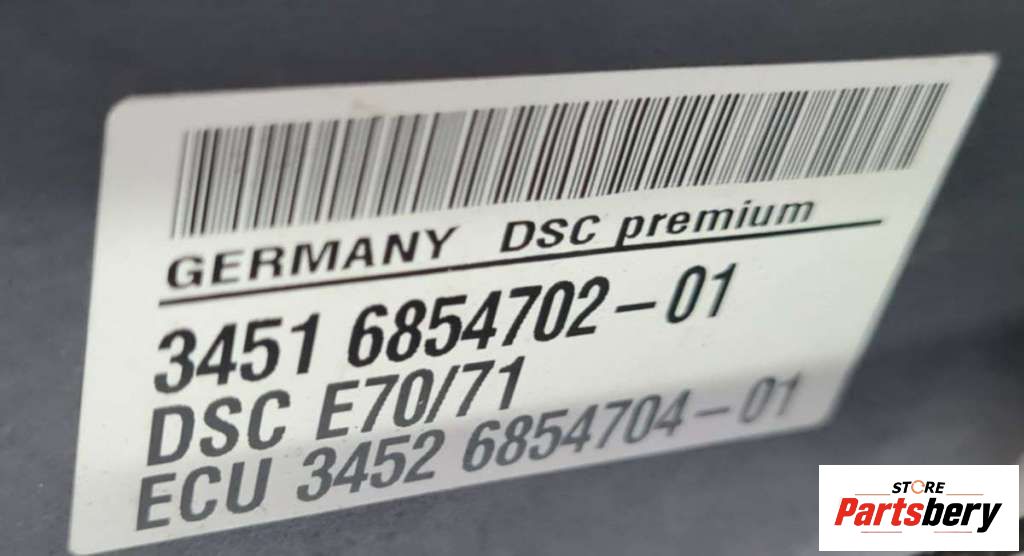 GERMANY DSC premium
3451 6854702-01
DSC E70/71
ECU 3452 6854704-01
STORE
Partsbery